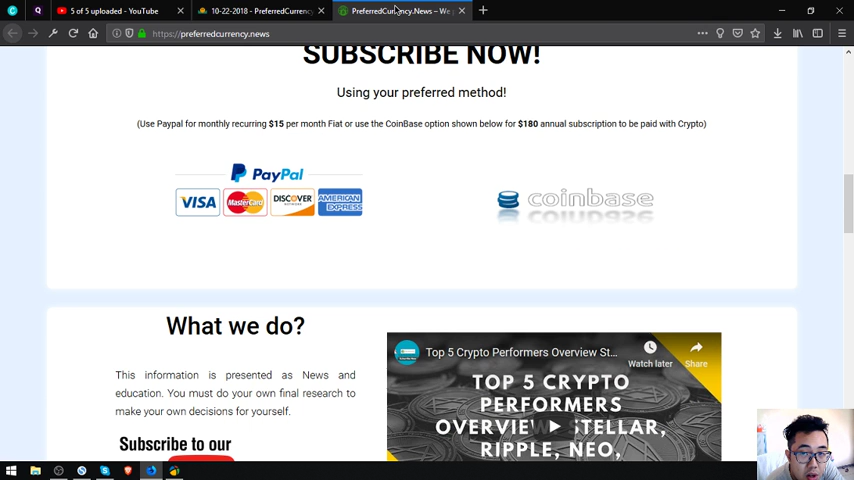 5 of 5 uploaded - YouTube
10-22-2018 - PreferredCurrency
PreferredCurrency.News – We
https://preferredcurrency.news
SUBSCRIBE NOW!
Using your preferred method!
(Use Paypal for monthly recurring $15 per month Fiat or use the CoinBase option shown below for $180 annual subscription to be paid with Crypto)
PayPal
VISA MasterCard DISCOVER AMERICAN EXPRESS
coinbase
What we do?
This information is presented as News and
education. You must do your own final research to
make your own decisions for yourself.
Subscribe to our
Top 5 Crypto Performers Overview St...
Watch later
Share
TOP 5 CRYPTO
PERFORMERS
OVERVIEW STELLAR,
RIPPLE, NEO,